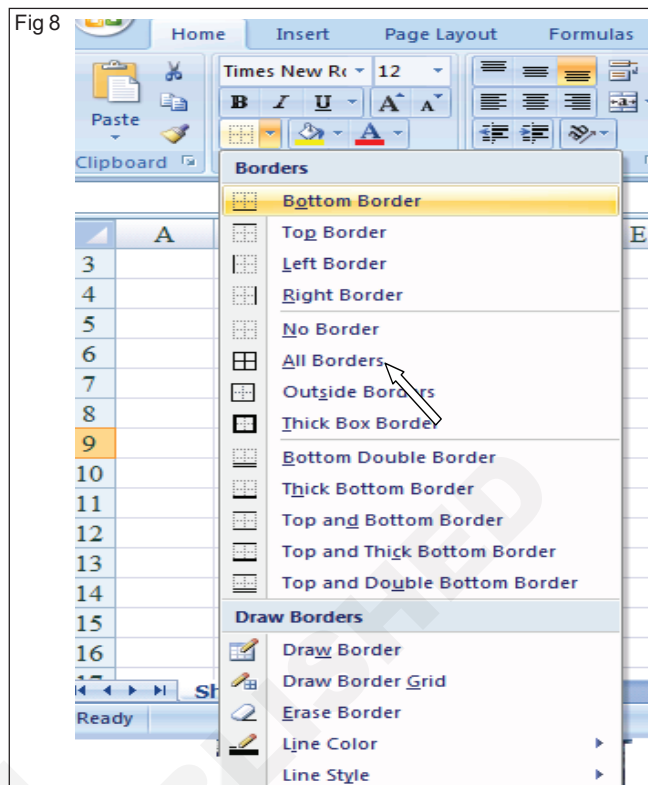 Fig 8
Home Insert Page Layout Formulas
Times New R 12
Paste
B I U A A
A
Clipboard
Borders
Bottom Border
A E
Top Border
3 Left Border
4 Right Border
5 No Border
6 All Borders
7 Outside Borders
8 Thick Box Border
9
10 Bottom Double Border
11 Thick Bottom Border
12 Top and Bottom Border
13 Top and Thick Bottom Border
14 Top and Double Bottom Border
15 Draw Borders
16 Draw Border
17 Draw Border Grid
Sh
Ready Erase Border
Line Color
Line Style